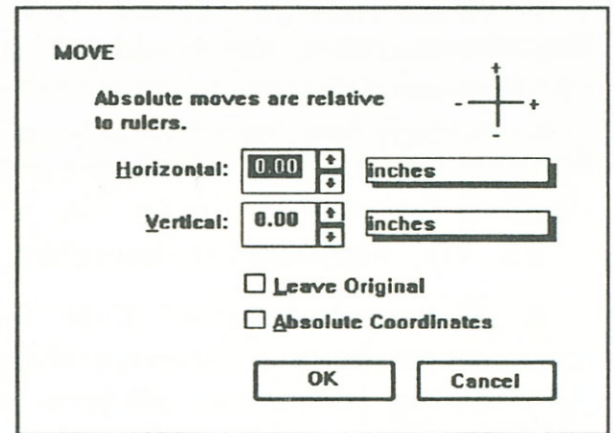 MOVE
Absolute moves are relative
to rulers.
+
- +
-
Horizontal: 0.00 inches
Vertical: 0.00 inches
Leave Original
Absolute Coordinates
OK Cancel